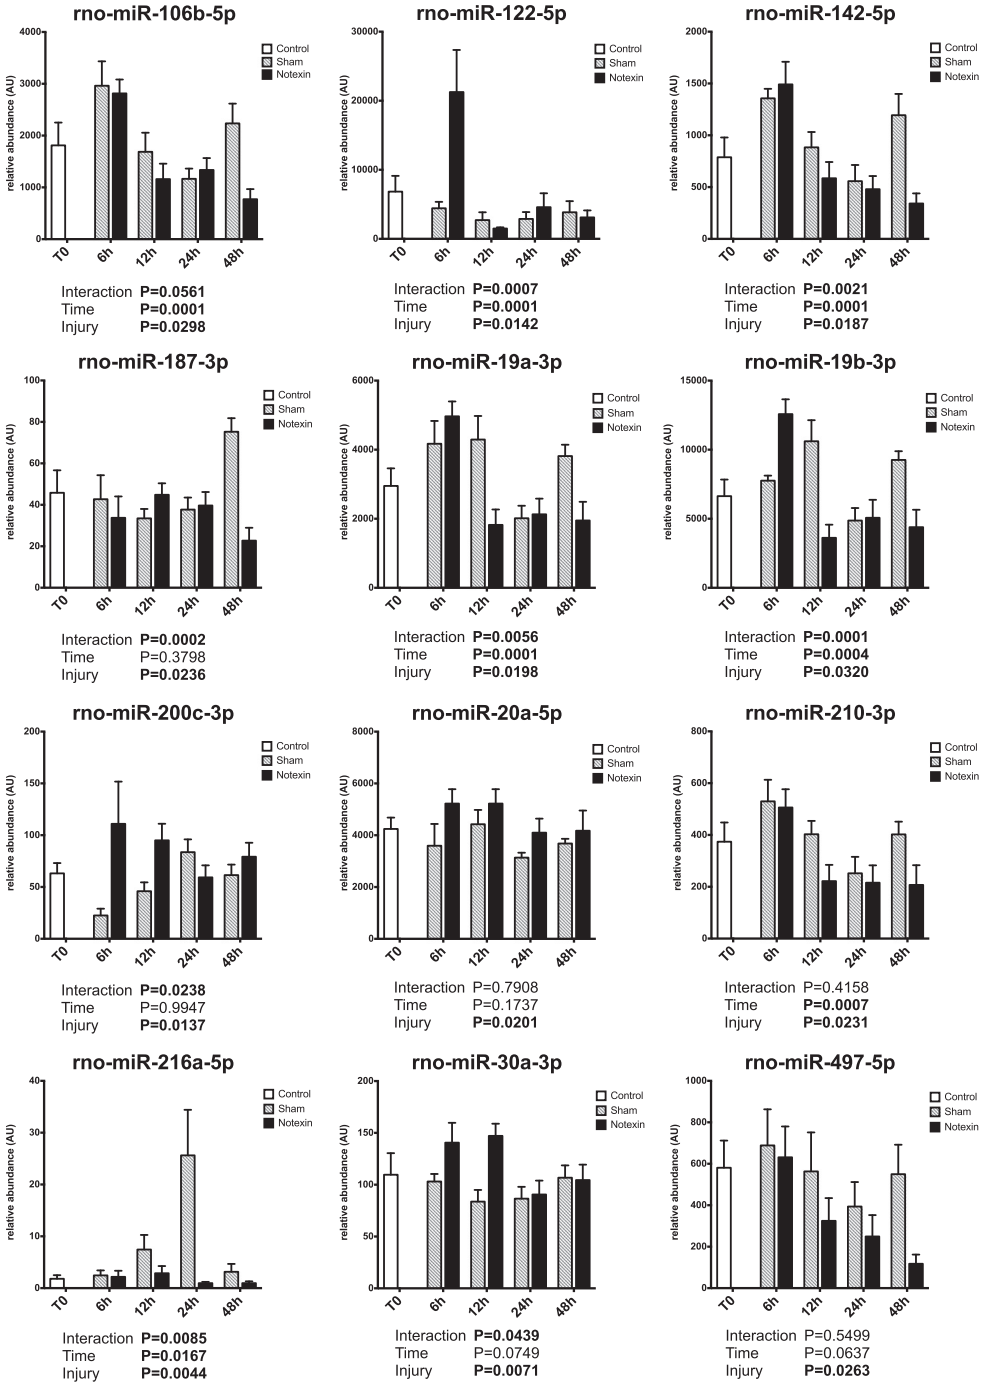 rno-miR-106b-5p
relative abundance (AU)
4000
3000
2000
1000
0
T0 6h 12h 24h 48h
Control
Sham
Notexin
Interaction P=0.0561
Time P=0.0001
Injury P=0.0298
rno-miR-122-5p
relative abundance (AU)
30000
20000
10000
0
T0 6h 12h 24h 48h
Control
Sham
Notexin
Interaction P=0.0007
Time P=0.0001
Injury P=0.0142
rno-miR-142-5p
relative abundance (AU)
2000
1500
1000
500
0
T0 6h 12h 24h 48h
Control
Sham
Notexin
Interaction P=0.0021
Time P=0.0001
Injury P=0.0187
rno-miR-187-3p
relative abundance (AU)
100
80
60
40
20
0
T0 6h 12h 24h 48h
Control
Sham
Notexin
Interaction P=0.0002
Time P=0.3798
Injury P=0.0236
rno-miR-19a-3p
relative abundance (AU)
6000
4000
2000
0
T0 6h 12h 24h 48h
Control
Sham
Notexin
Interaction P=0.0056
Time P=0.0001
Injury P=0.0198
rno-miR-19b-3p
relative abundance (AU)
15000
10000
5000
0
T0 6h 12h 24h 48h
Control
Sham
Notexin
Interaction P=0.0001
Time P=0.0004
Injury P=0.0320
rno-miR-200c-3p
relative abundance (AU)
200
150
100
50
0
T0 6h 12h 24h 48h
Control
Sham
Notexin
Interaction P=0.0238
Time P=0.9947
Injury P=0.0137
rno-miR-20a-5p
relative abundance (AU)
8000
6000
4000
2000
0
T0 6h 12h 24h 48h
Control
Sham
Notexin
Interaction P=0.7908
Time P=0.1737
Injury P=0.0201
rno-miR-210-3p
relative abundance (AU)
800
600
400
200
0
T0 6h 12h 24h 48h
Control
Sham
Notexin
Interaction P=0.4158
Time P=0.0007
Injury P=0.0231
rno-miR-216a-5p
relative abundance (AU)
40
30
20
10
0
T0 6h 12h 24h 48h
Control
Sham
Notexin
Interaction P=0.0085
Time P=0.0167
Injury P=0.0044
rno-miR-30a-3p
relative abundance (AU)
200
150
100
50
0
T0 6h 12h 24h 48h
Control
Sham
Notexin
Interaction P=0.0439
Time P=0.0749
Injury P=0.0071
rno-miR-497-5p
relative abundance (AU)
1000
800
600
400
200
0
T0 6h 12h 24h 48h
Control
Sham
Notexin
Interaction P=0.5499
Time P=0.0637
Injury P=0.0263